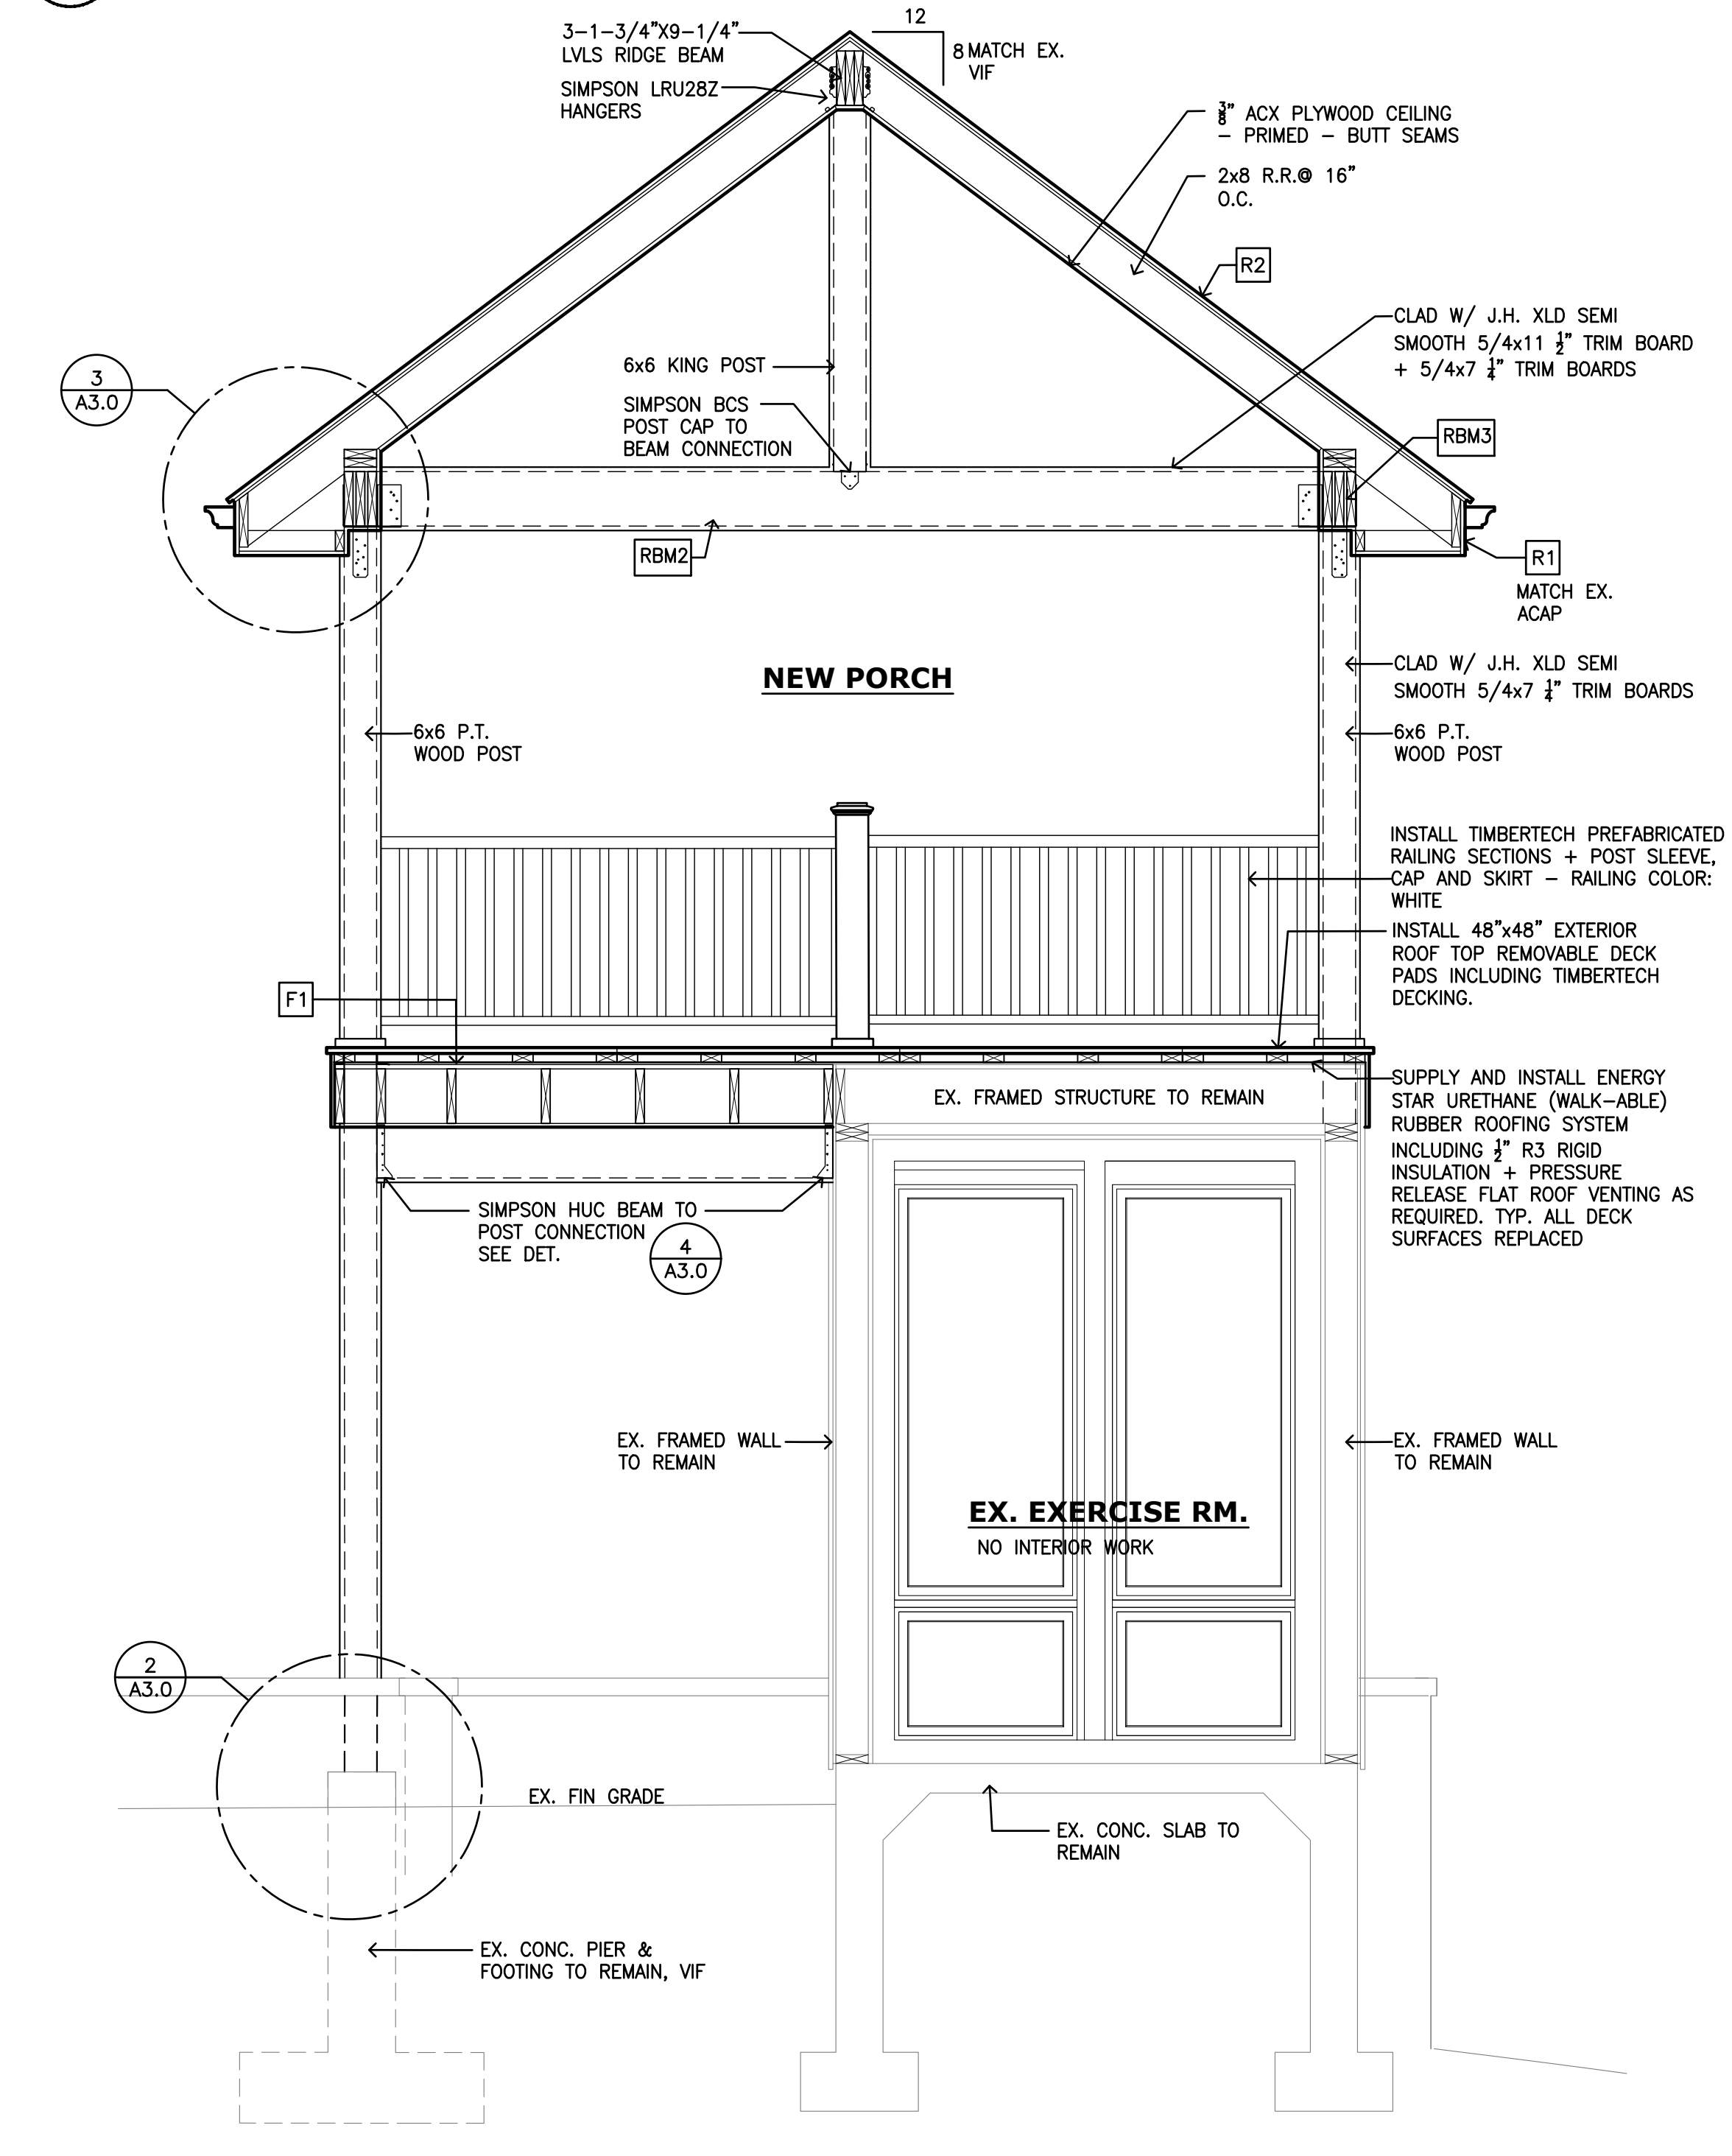 12
3-1-3/4"X9-1/4"
LVLS RIDGE BEAM
8 MATCH EX.
VIF
SIMPSON LRU28Z
HANGERS
3/8" ACX PLYWOOD CEILING
- PRIMED - BUTT SEAMS
2x8 R.R.@ 16"
O.C.
R2
CLAD W/ J.H. XLD SEMI
SMOOTH 5/4x11 1/2" TRIM BOARD
+ 5/4x7 1/4" TRIM BOARDS
6x6 KING POST
3
A3.0
SIMPSON BCS
POST CAP TO
BEAM CONNECTION
RBM3
RBM2
R1
MATCH EX.
ACAP
NEW PORCH
CLAD W/ J.H. XLD SEMI
SMOOTH 5/4x7 1/4" TRIM BOARDS
6x6 P.T.
WOOD POST
6x6 P.T.
WOOD POST
INSTALL TIMBERTECH PREFABRICATED
RAILING SECTIONS + POST SLEEVE,
CAP AND SKIRT - RAILING COLOR:
WHITE
INSTALL 48"x48" EXTERIOR
ROOF TOP REMOVABLE DECK
PADS INCLUDING TIMBERTECH
DECKING.
F1
EX. FRAMED STRUCTURE TO REMAIN
SUPPLY AND INSTALL ENERGY
STAR URETHANE (WALK-ABLE)
RUBBER ROOFING SYSTEM
INCLUDING 1/2" R3 RIGID
INSULATION + PRESSURE
RELEASE FLAT ROOF VENTING AS
REQUIRED. TYP. ALL DECK
SURFACES REPLACED
SIMPSON HUC BEAM TO
POST CONNECTION
SEE DET.
4
A3.0
EX. FRAMED WALL
TO REMAIN
EX. FRAMED WALL
TO REMAIN
EX. EXERCISE RM.
NO INTERIOR WORK
2
A3.0
EX. FIN GRADE
EX. CONC. SLAB TO
REMAIN
EX. CONC. PIER &
FOOTING TO REMAIN, VIF